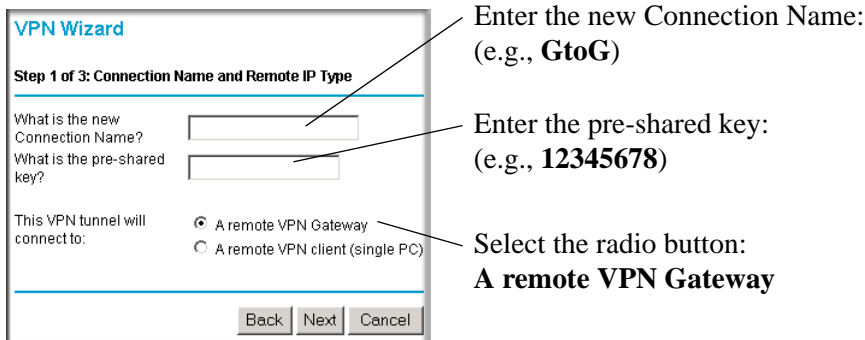 VPN Wizard
Step 1 of 3: Connection Name and Remote IP Type
What is the new
Connection Name?
What is the pre-shared
key?
This VPN tunnel will
connect to:
A remote VPN Gateway
A remote VPN client (single PC)
Back Next Cancel
Enter the new Connection Name:
(e.g., GtoG)
Enter the pre-shared key:
(e.g., 12345678)
Select the radio button:
A remote VPN Gateway